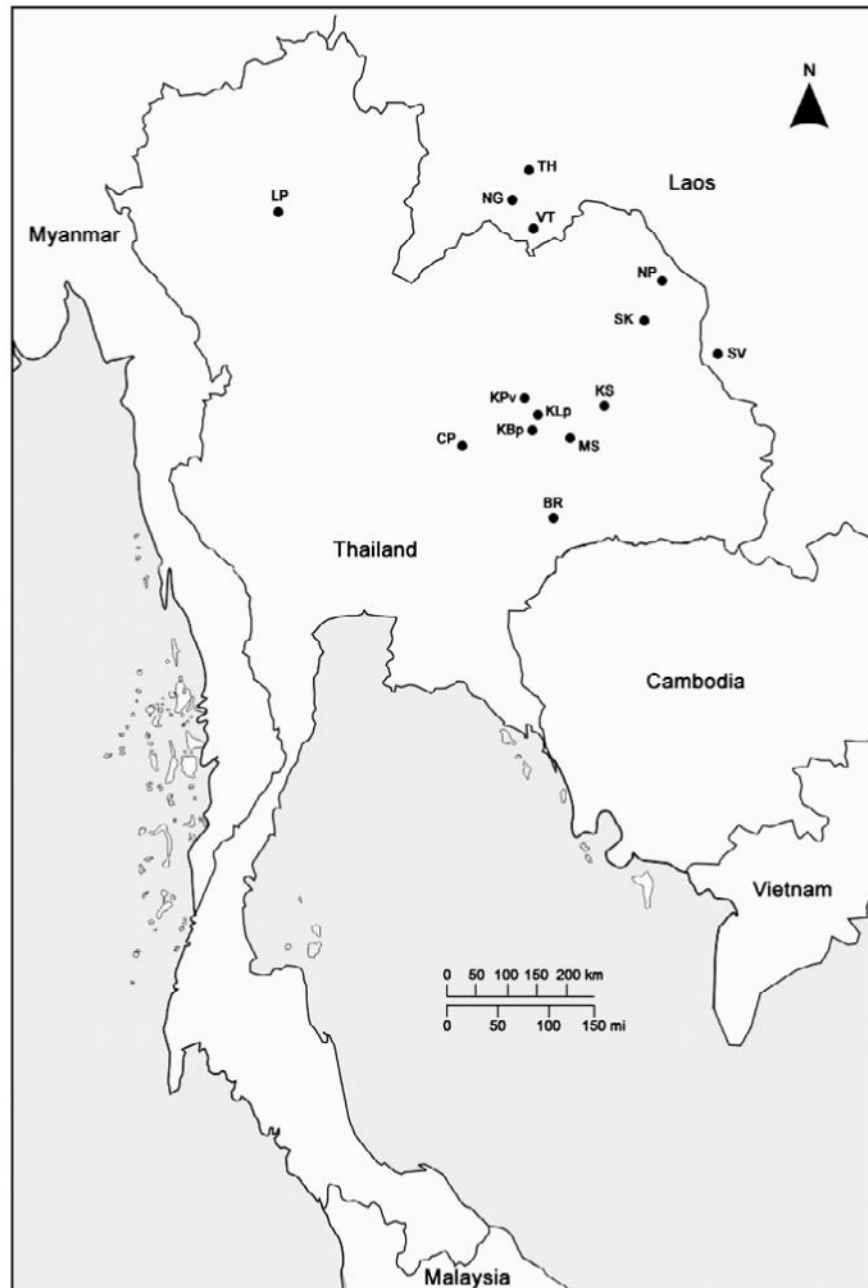 N
TH
Laos
LP
NG
VT
Myanmar
NP
SK
SV
KPv
KS
KLp
KBp
CP
MS
BR
Thailand
Cambodia
Vietnam
0 50 100 150 200 km
0 50 100 150 mi
Malaysia